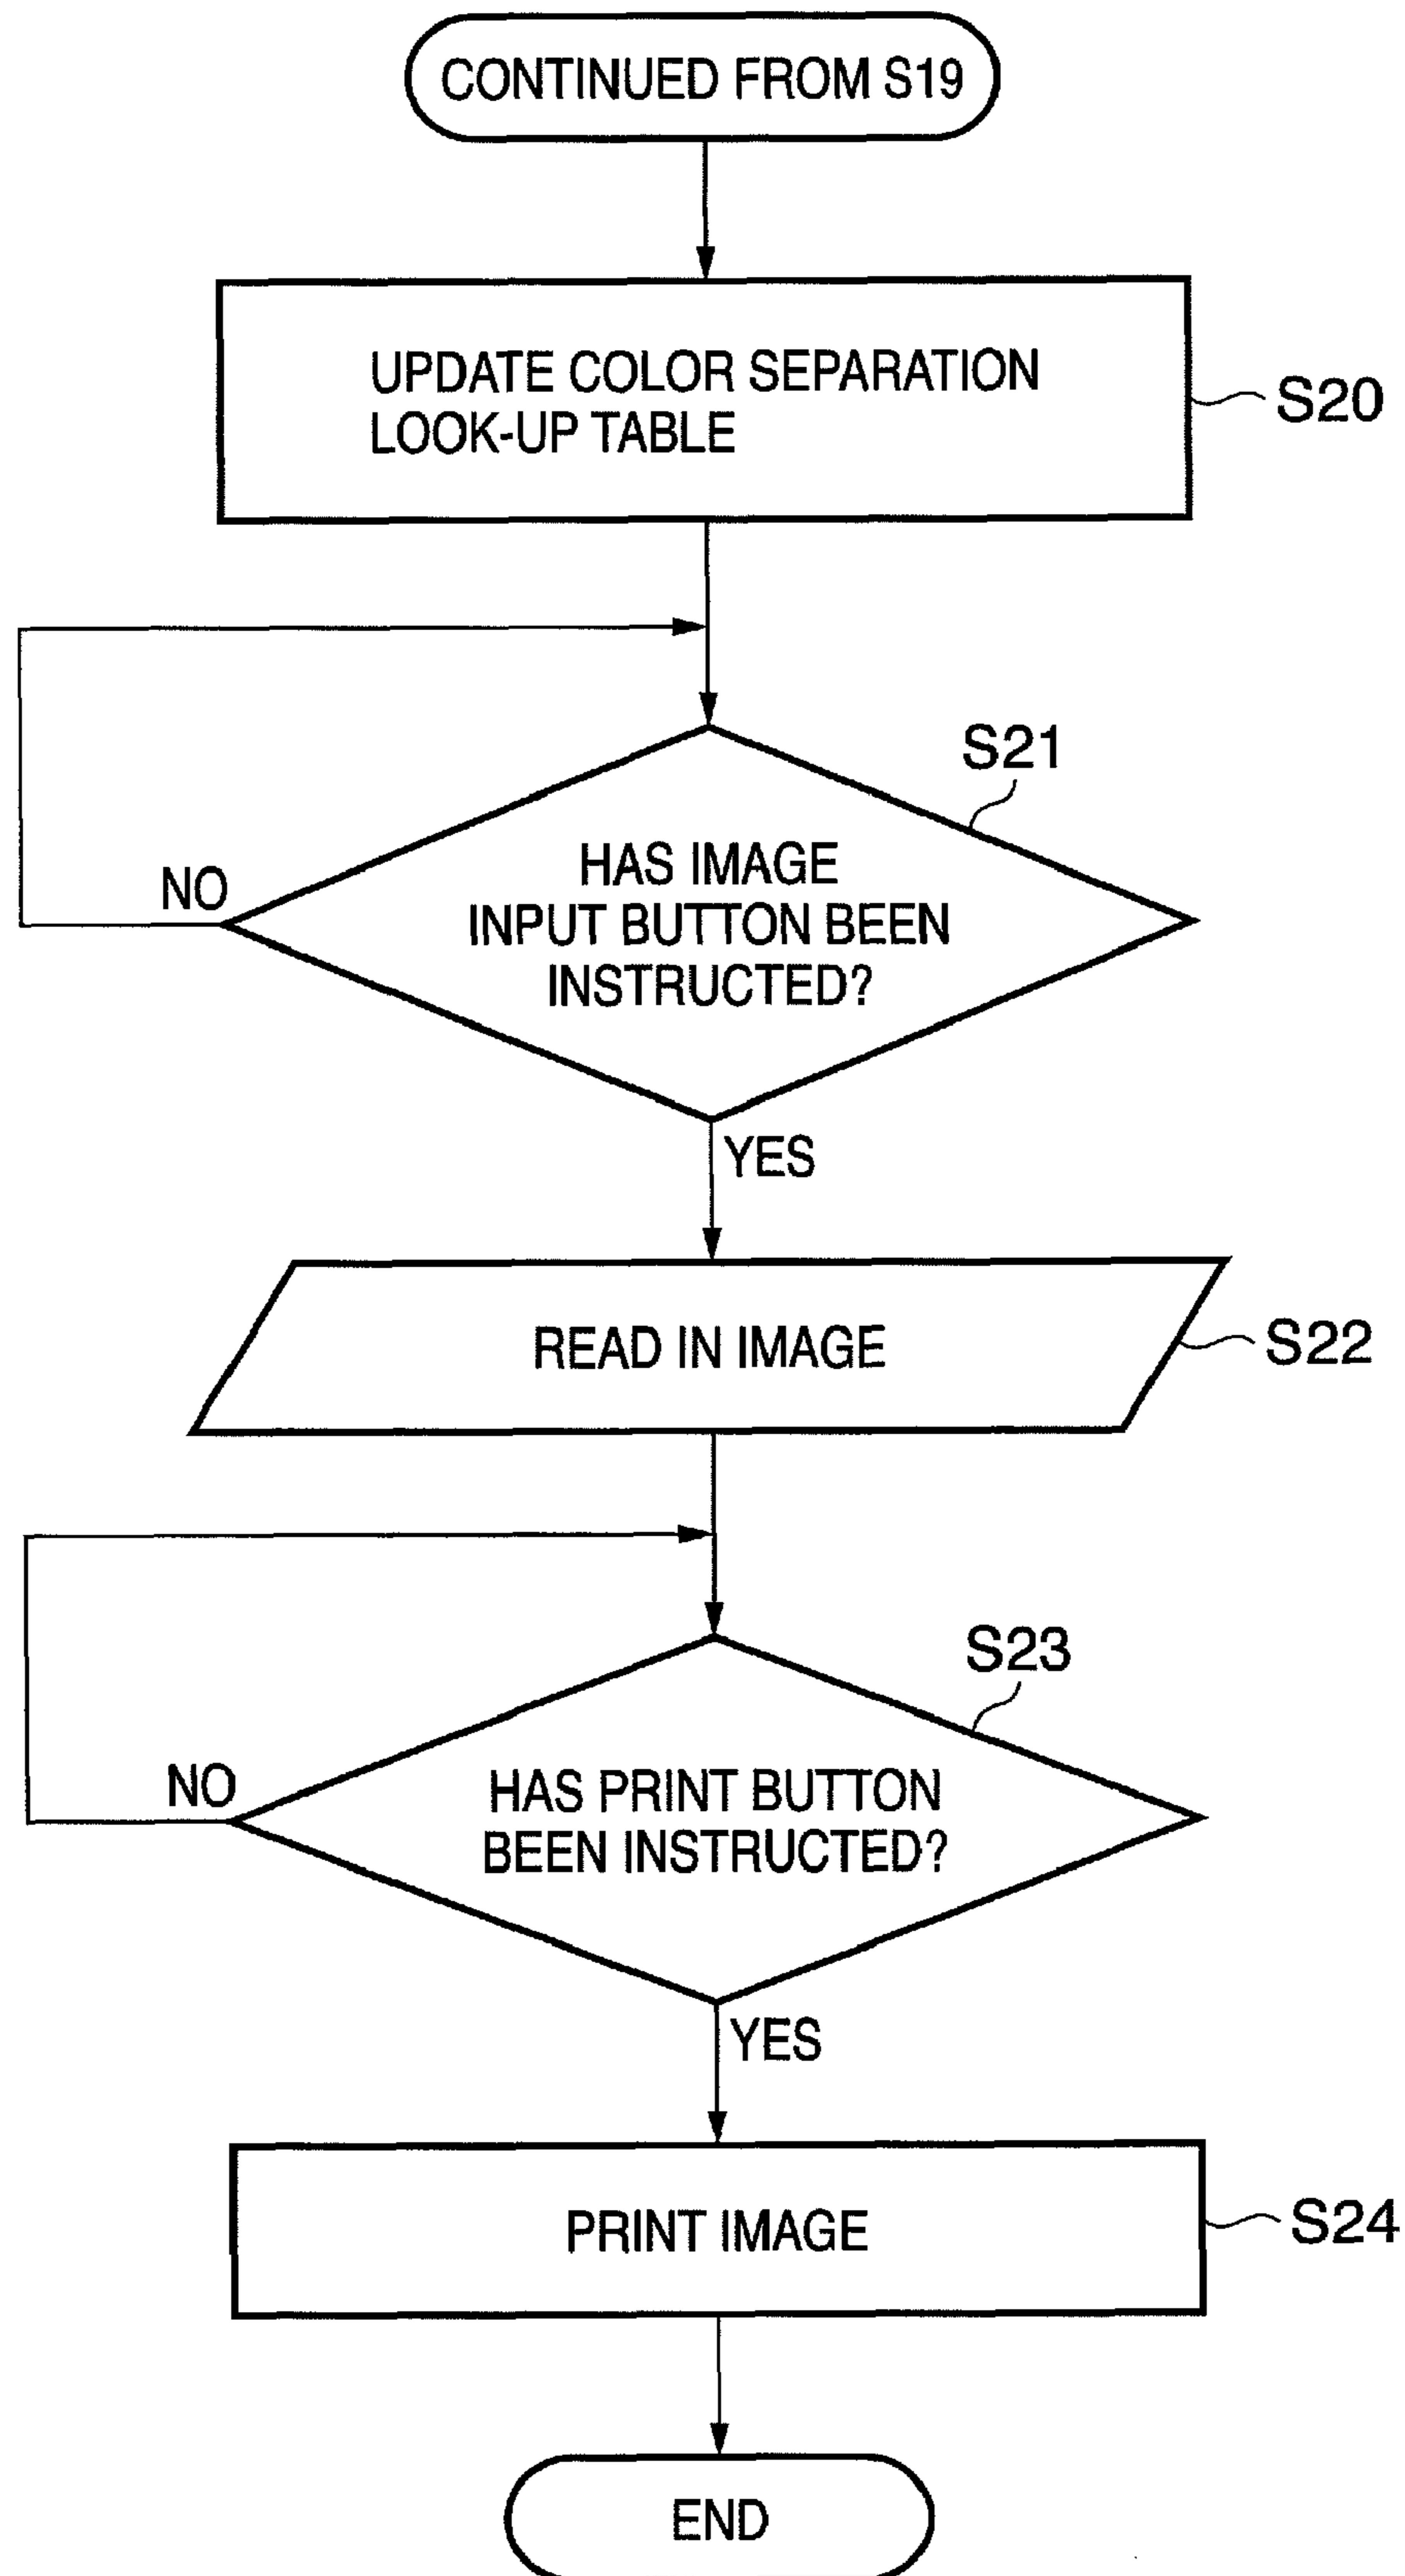 CONTINUED FROM S19
UPDATE COLOR SEPARATION
LOOK-UP TABLE
S20
S21
HAS IMAGE
INPUT BUTTON BEEN
INSTRUCTED?
NO
YES
READ IN IMAGE
S22
S23
HAS PRINT BUTTON
BEEN INSTRUCTED?
NO
YES
PRINT IMAGE
S24
END